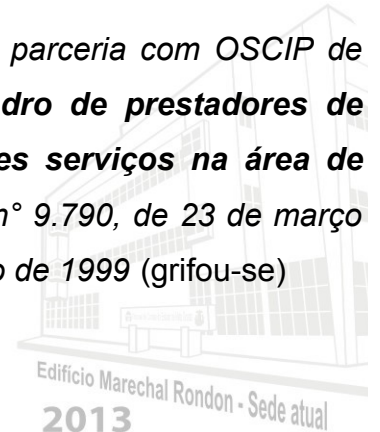 parceria com OSCIP de
dro de prestadores de
es serviços na área de
n° 9.790, de 23 de março
o de 1999 (grifou-se)
Edifício Marechal Rondon - Sede atual
2013